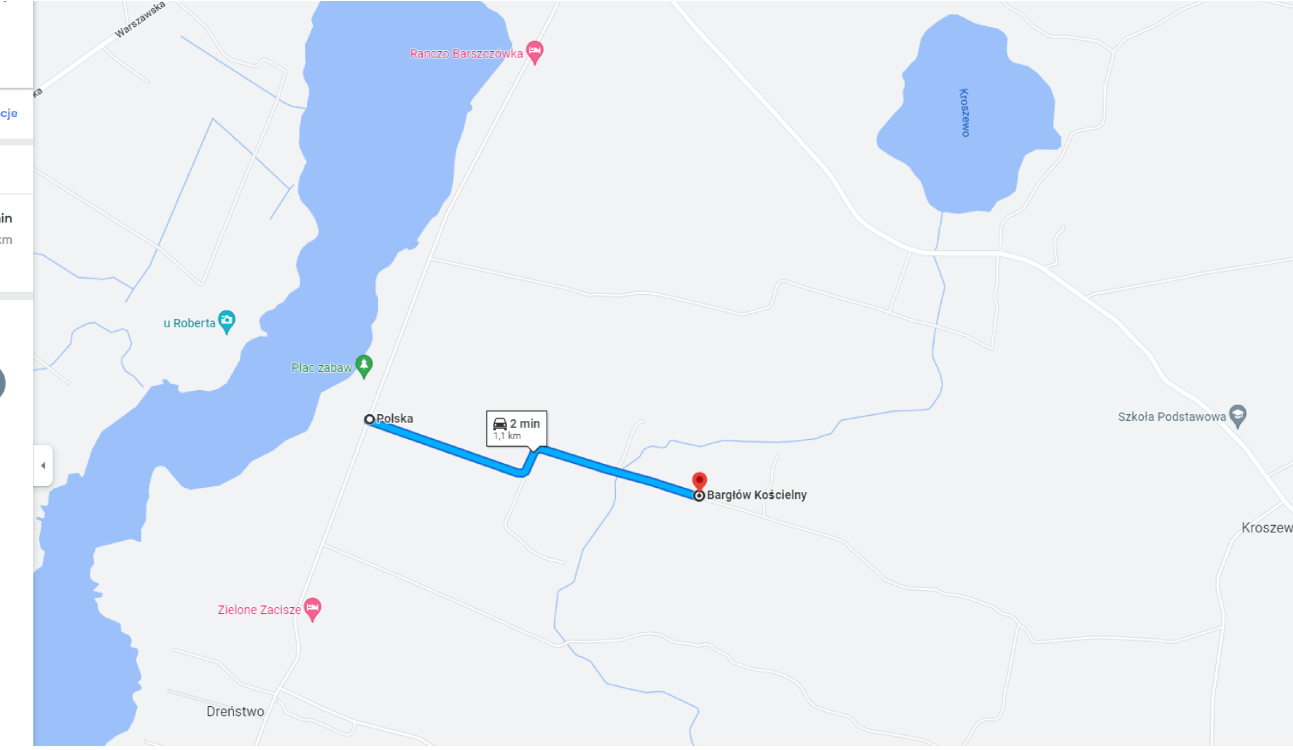 Warszawska
Ranczo Barszczówka
Kroszewo
cje
in
km
u Roberta
Plac zabaw
Polska
2 min
1,1 km
Szkoła Podstawowa
Bargłów Kościelny
Kroszew
Zielone Zacisze
Dreństwo